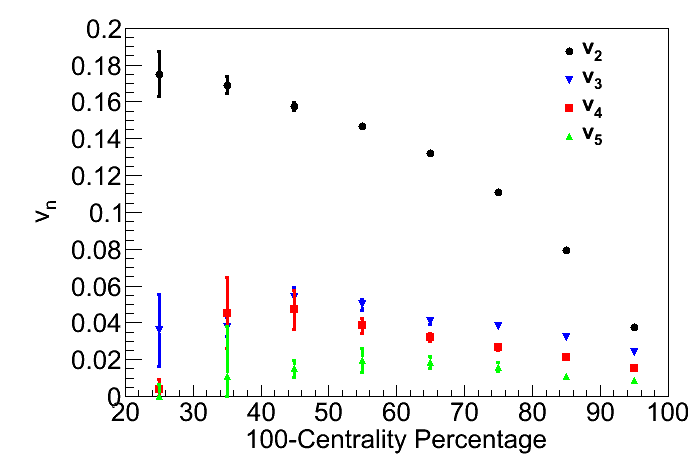 0.2
0.18
0.16
0.14
0.12
0.1
0.08
0.06
0.04
0.02
0
vₙ
v₂
v₃
v₄
v₅
20 30 40 50 60 70 80 90 100
100-Centrality Percentage